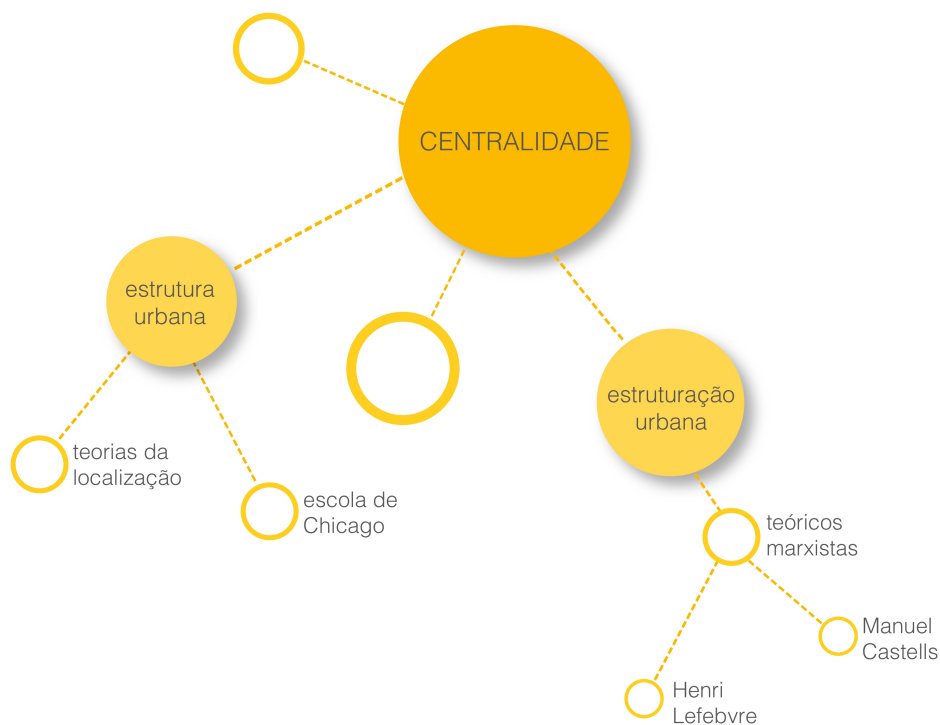 CENTRALIDADE
estrutura
urbana
estruturação
urbana
teorias da
localização
escola de
Chicago
teóricos
marxistas
Manuel
Castells
Henri
Lefebvre